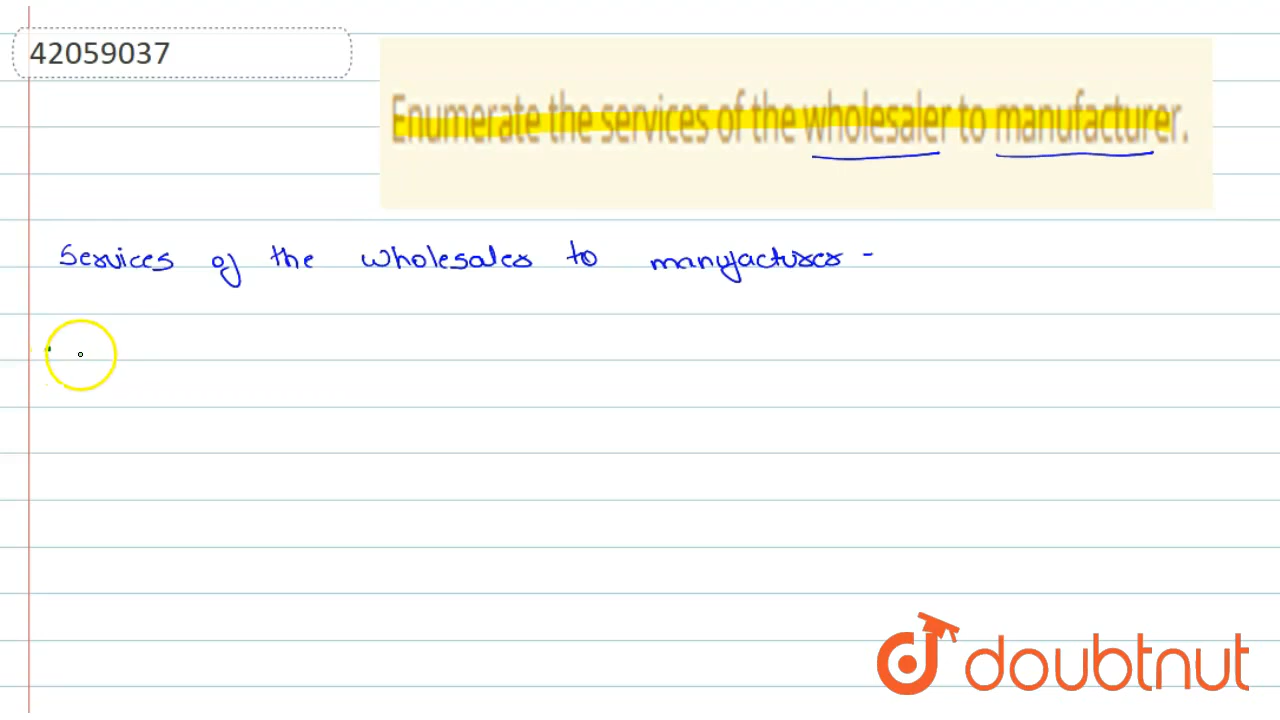 42059037
Enumerate the services of the wholesaler to manufacturer.
Services of the wholesaler to manufacturer -
doubtnut